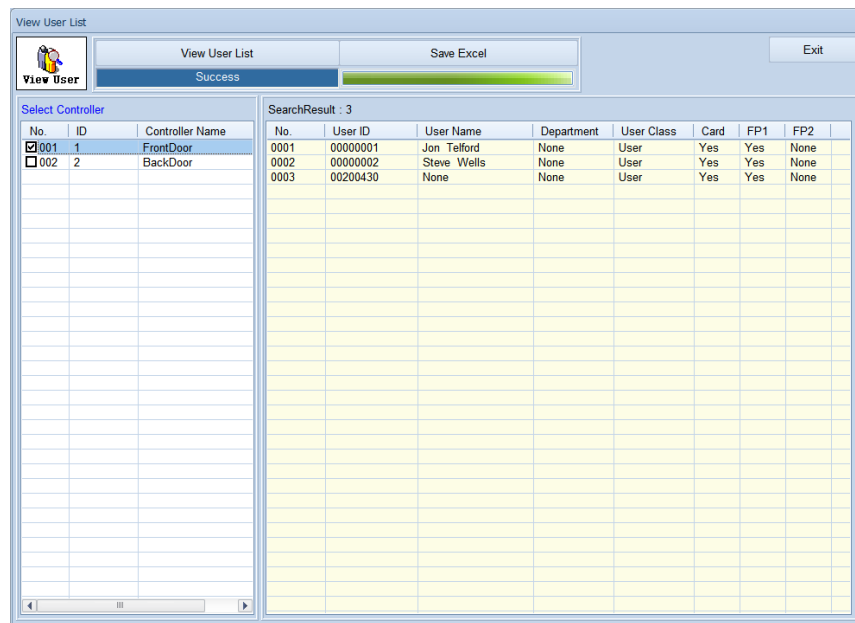 View User List
View User List Save Excel Exit
View User Success
Select Controller SearchResult : 3
No. ID Controller Name No. User ID User Name Department User Class Card FP1 FP2
001 1 FrontDoor 0001 00000001 Jon Telford None User Yes Yes None
002 2 BackDoor 0002 00000002 Steve Wells None User Yes Yes None
0003 00200430 None None User Yes Yes None